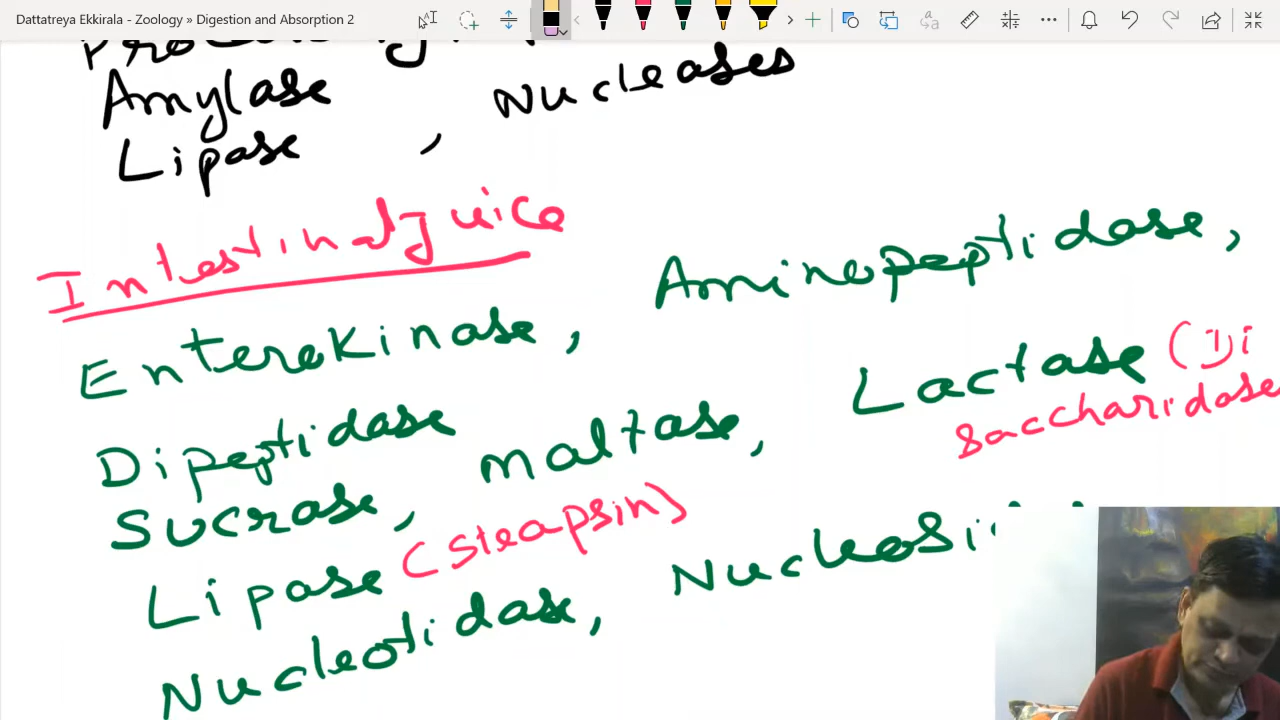 Dattatreya Ekkirala - Zoology » Digestion and Absorption 2
Amylase
Lipase , Nucleases
Intestinal Juice
Enterokinase, Aminopeptidase,
Dipeptidase
Sucrase, maltase, Lactase (Di
saccharidase
Lipase (steapsin)
Nucleotidase,